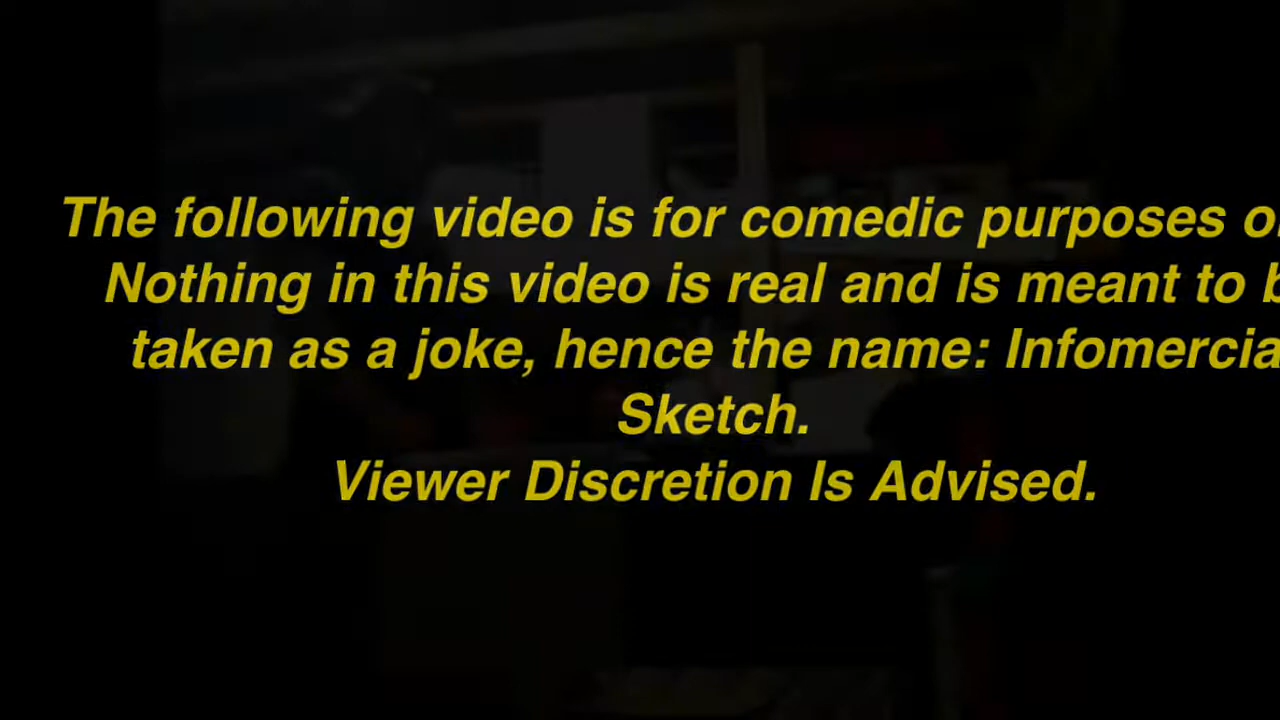 The following video is for comedic purposes o
Nothing in this video is real and is meant to b
taken as a joke, hence the name: Infomercia
Sketch.
Viewer Discretion Is Advised.